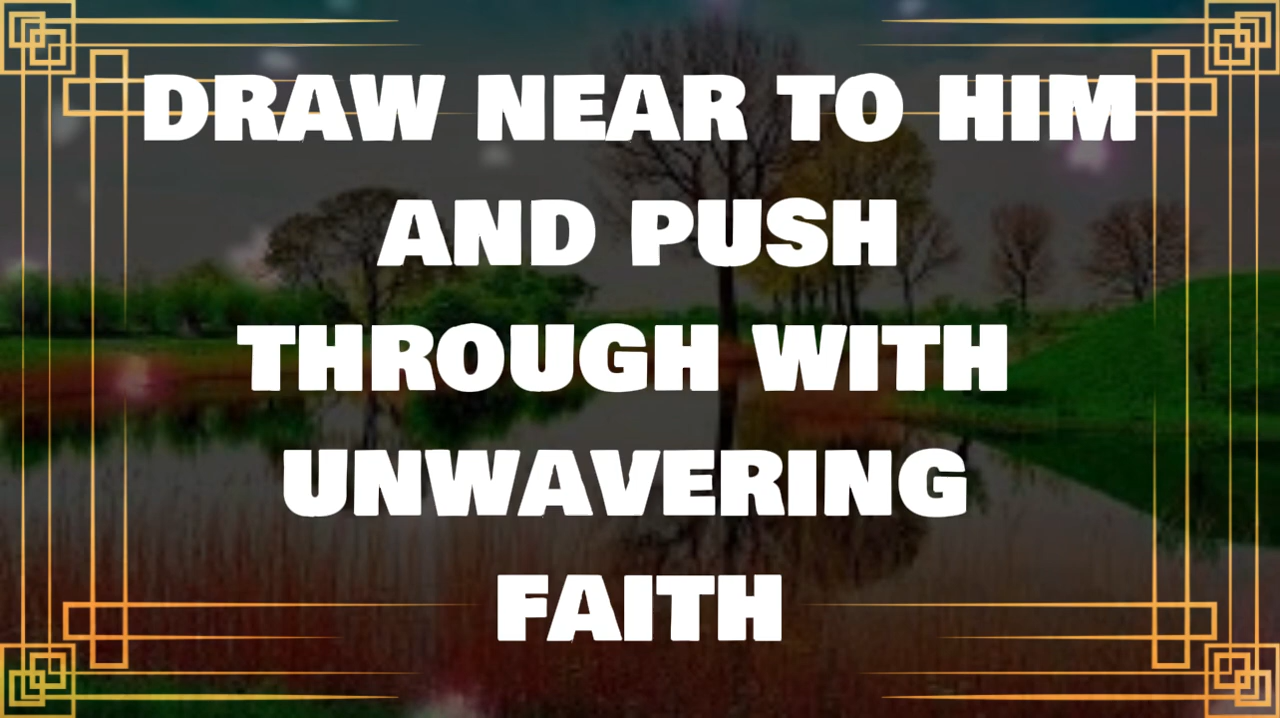 DRAW NEAR TO HIM
AND PUSH
THROUGH WITH
UNWAVERING
FAITH